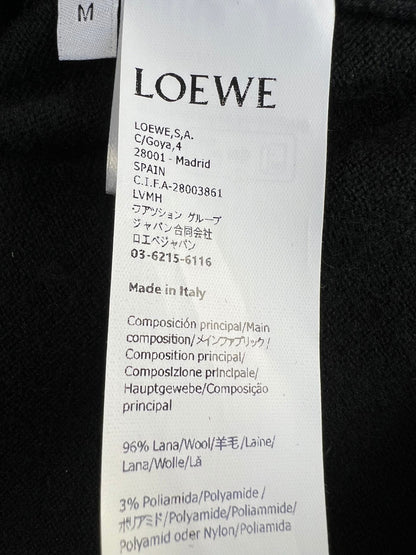 M
LOEWE
LOEWE,S,A.
C/Goya,4
28001 - Madrid
SPAIN
C.I.F.A-28003861
LVMH
ファッション グループ
ジャパン合同会社
ロエベジャパン
03-6215-6116
Made in Italy
Composición principal/Main
composition/メインファブリック/
Composition principal/
Composizione principale/
Hauptgewebe/Composição
principal
96% Lana/Wool/羊毛/Laine/
Lana/Wolle/Lã
3% Poliamida/Polyamide/
ポリアミド/Polyamide/Poliammide/
Polyamid oder Nylon/Poliamida